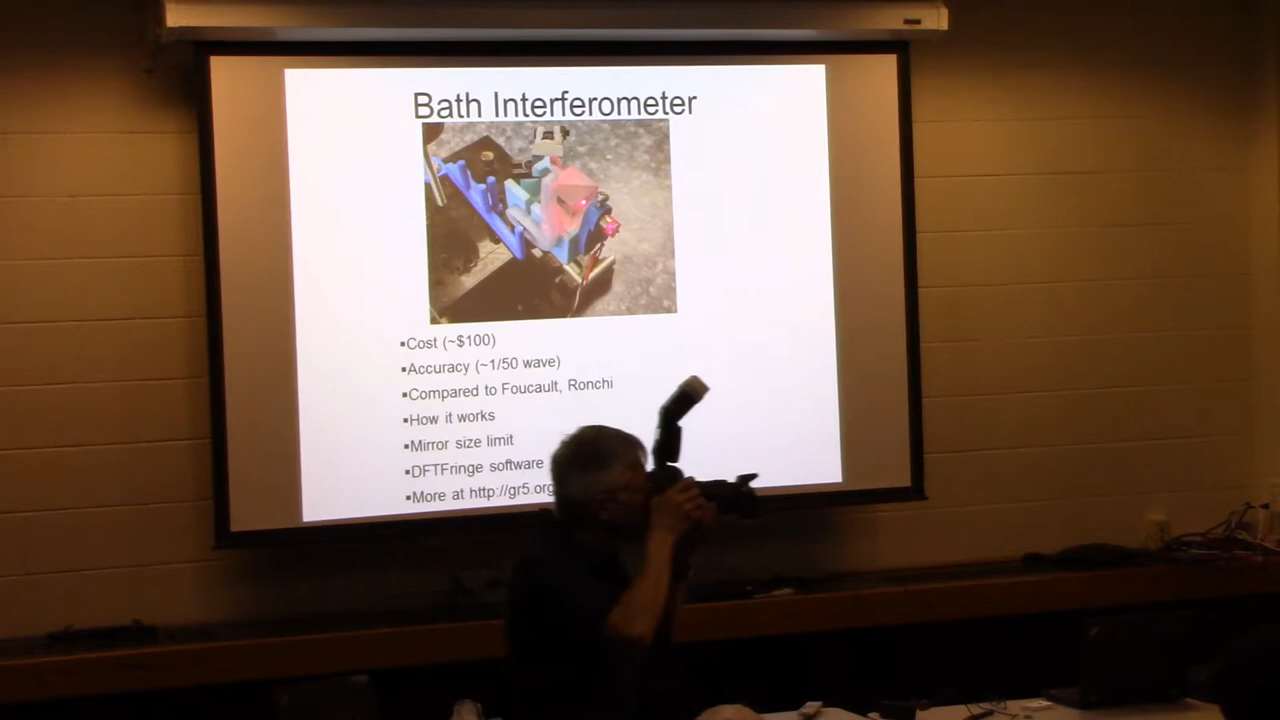 Bath Interferometer
▪Cost (~$100)
▪Accuracy (~1/50 wave)
▪Compared to Foucault, Ronchi
▪How it works
▪Mirror size limit
▪DFTFringe software
▪More at http://gr5.org